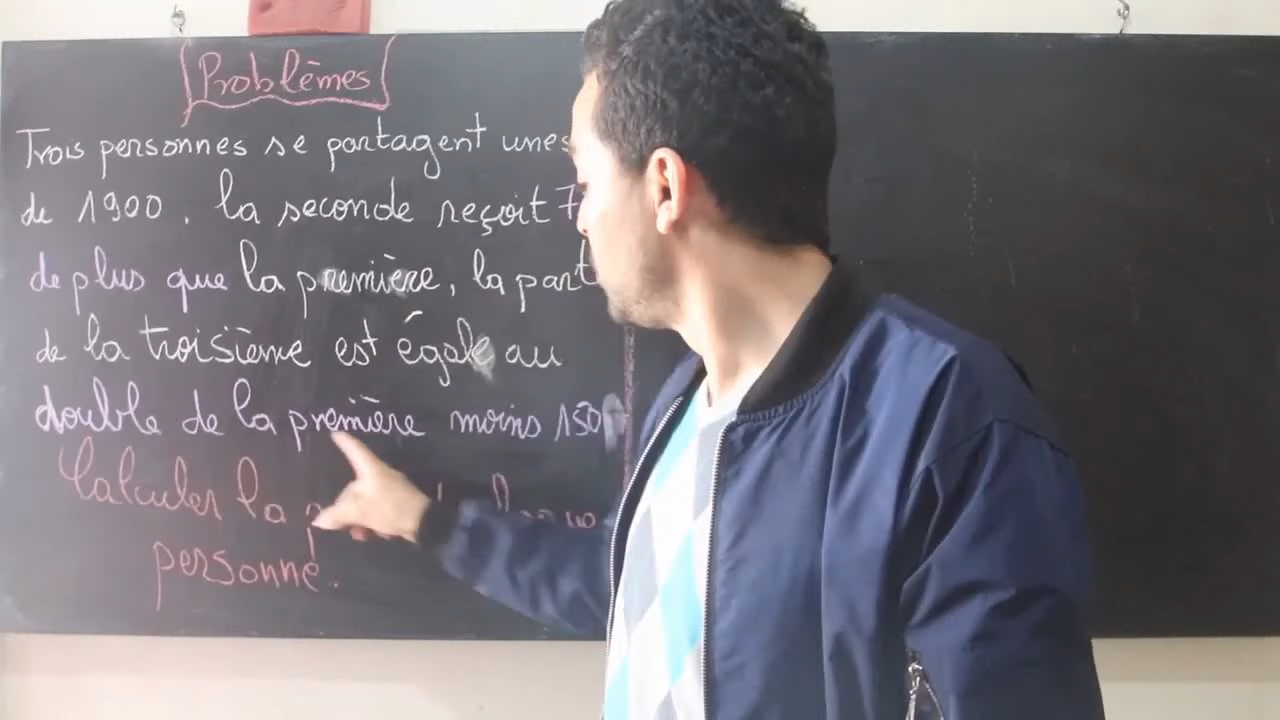 Problèmes
Trois personnes se partagent une
de 1900. la seconde reçoit 7
de plus que la première, la part
de la troisième est égale au
double de la première moins 150
Calculer la
personne.